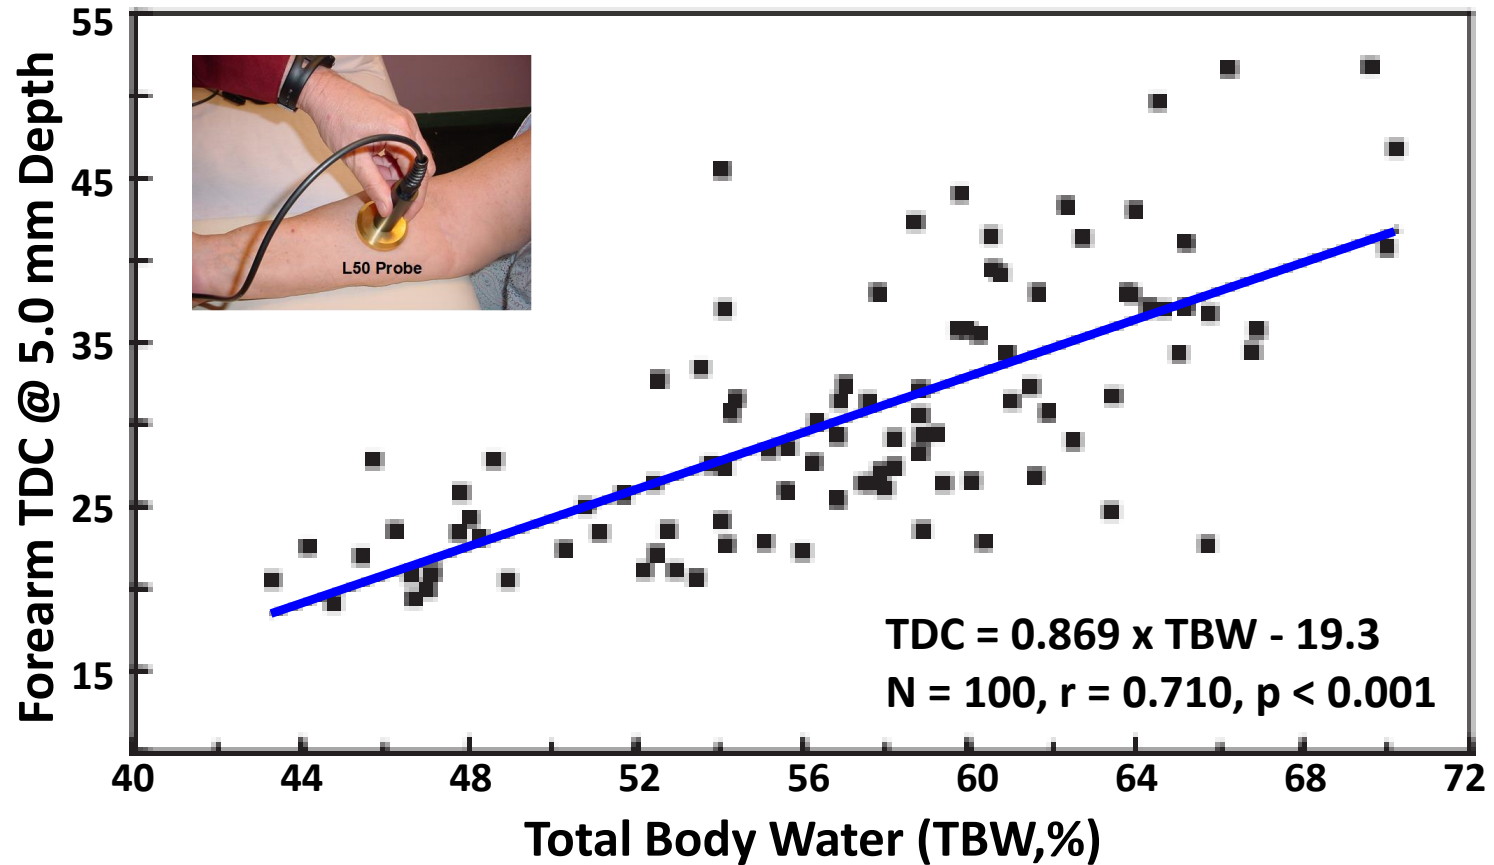 Forearm TDC @ 5.0 mm Depth
55
45
35
25
15
L50 Probe
TDC = 0.869 x TBW - 19.3
N = 100, r = 0.710, p < 0.001
40 44 48 52 56 60 64 68 72
Total Body Water (TBW,%)